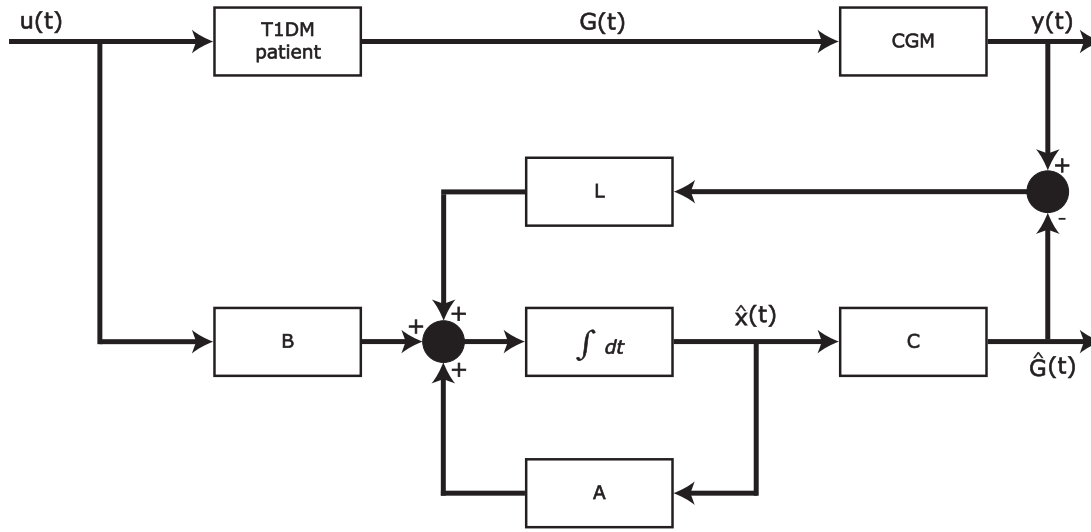 u(t)
T1DM
patient
G(t)
CGM
y(t)
+
L
-
+
+
B
∫ dt
x̂(t)
C
+
Ĝ(t)
A